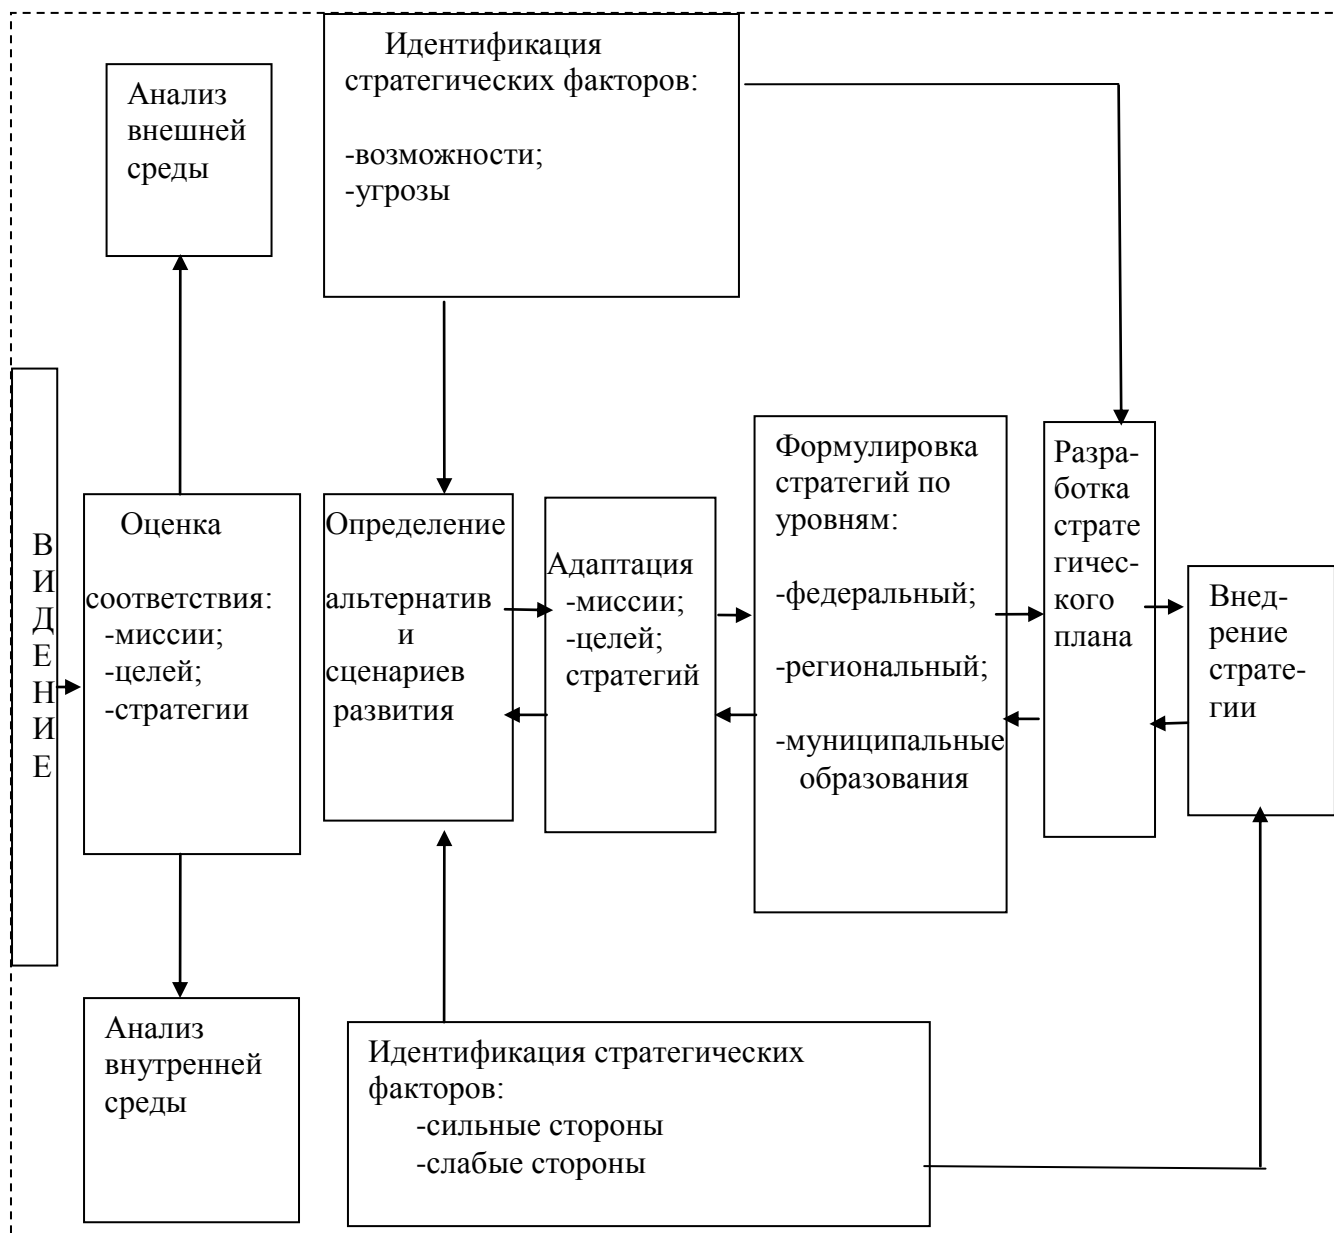 Идентификация
стратегических факторов:
-возможности;
-угрозы
Анализ
внешней
среды
В
И
Д
Е
Н
И
Е
Оценка
соответствия:
-миссии;
-целей;
-стратегии
Определение
альтернатив
и
сценариев
развития
Адаптация
-миссии;
-целей;
стратегий
Формулировка
стратегий по
уровням:
-федеральный;
-региональный;
-муниципальные
образования
Разра-
ботка
страте
гичес-
кого
плана
Внед-
рение
страте-
гии
Анализ
внутренней
среды
Идентификация стратегических
факторов:
-сильные стороны
-слабые стороны